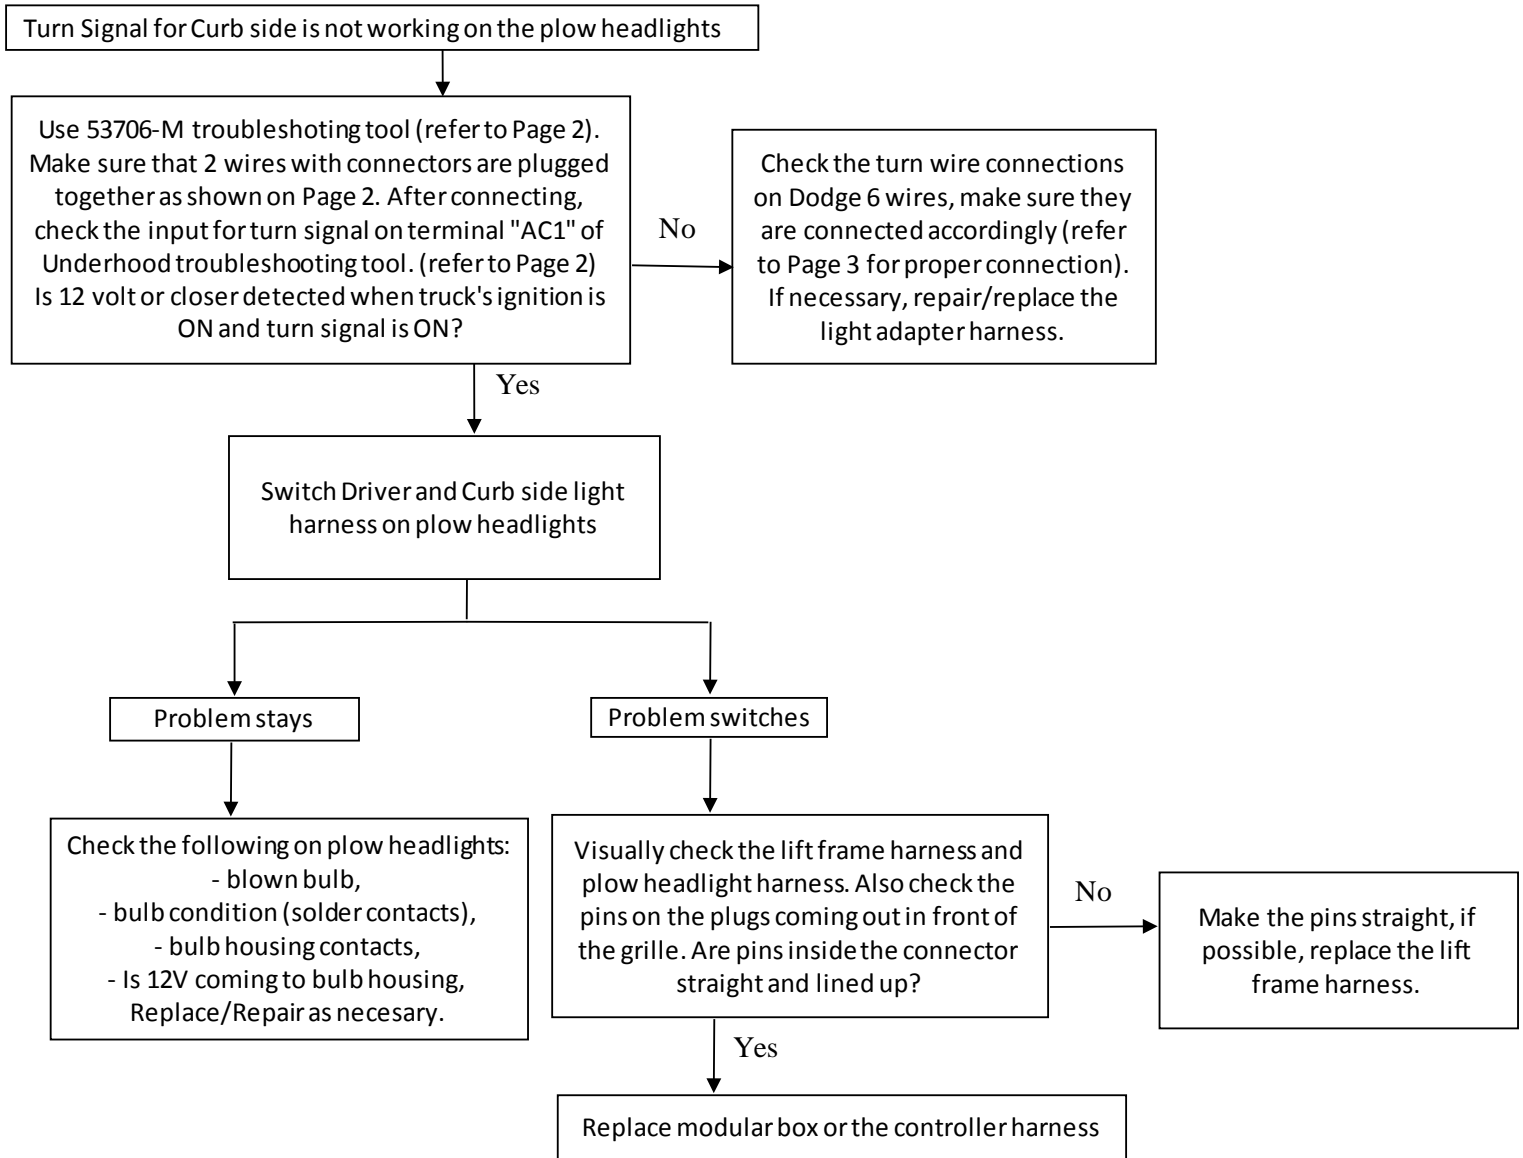 Turn Signal for Curb side is not working on the plow headlights
Use 53706-M troubleshoting tool (refer to Page 2).
Make sure that 2 wires with connectors are plugged
together as shown on Page 2. After connecting,
check the input for turn signal on terminal "AC1" of
Underhood troubleshooting tool. (refer to Page 2)
Is 12 volt or closer detected when truck's ignition is
ON and turn signal is ON?
No
Check the turn wire connections
on Dodge 6 wires, make sure they
are connected accordingly (refer
to Page 3 for proper connection).
If necessary, repair/replace the
light adapter harness.
Yes
Switch Driver and Curb side light
harness on plow headlights
Problem stays
Problem switches
Check the following on plow headlights:
- blown bulb,
- bulb condition (solder contacts),
- bulb housing contacts,
- Is 12V coming to bulb housing,
Replace/Repair as necesary.
Visually check the lift frame harness and
plow headlight harness. Also check the
pins on the plugs coming out in front of
the grille. Are pins inside the connector
straight and lined up?
No
Make the pins straight, if
possible, replace the lift
frame harness.
Yes
Replace modular box or the controller harness